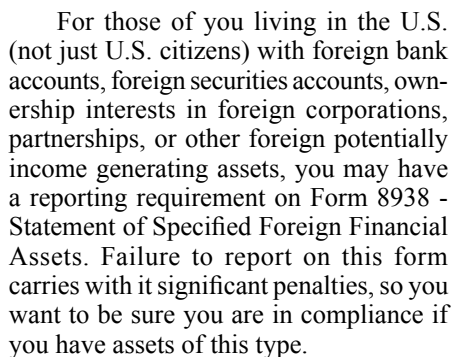 For those of you living in the U.S.
(not just U.S. citizens) with foreign bank
accounts, foreign securities accounts, own-
ership interests in foreign corporations,
partnerships, or other foreign potentially
income generating assets, you may have
a reporting requirement on Form 8938 -
Statement of Specified Foreign Financial
Assets. Failure to report on this form
carries with it significant penalties, so you
want to be sure you are in compliance if
you have assets of this type.